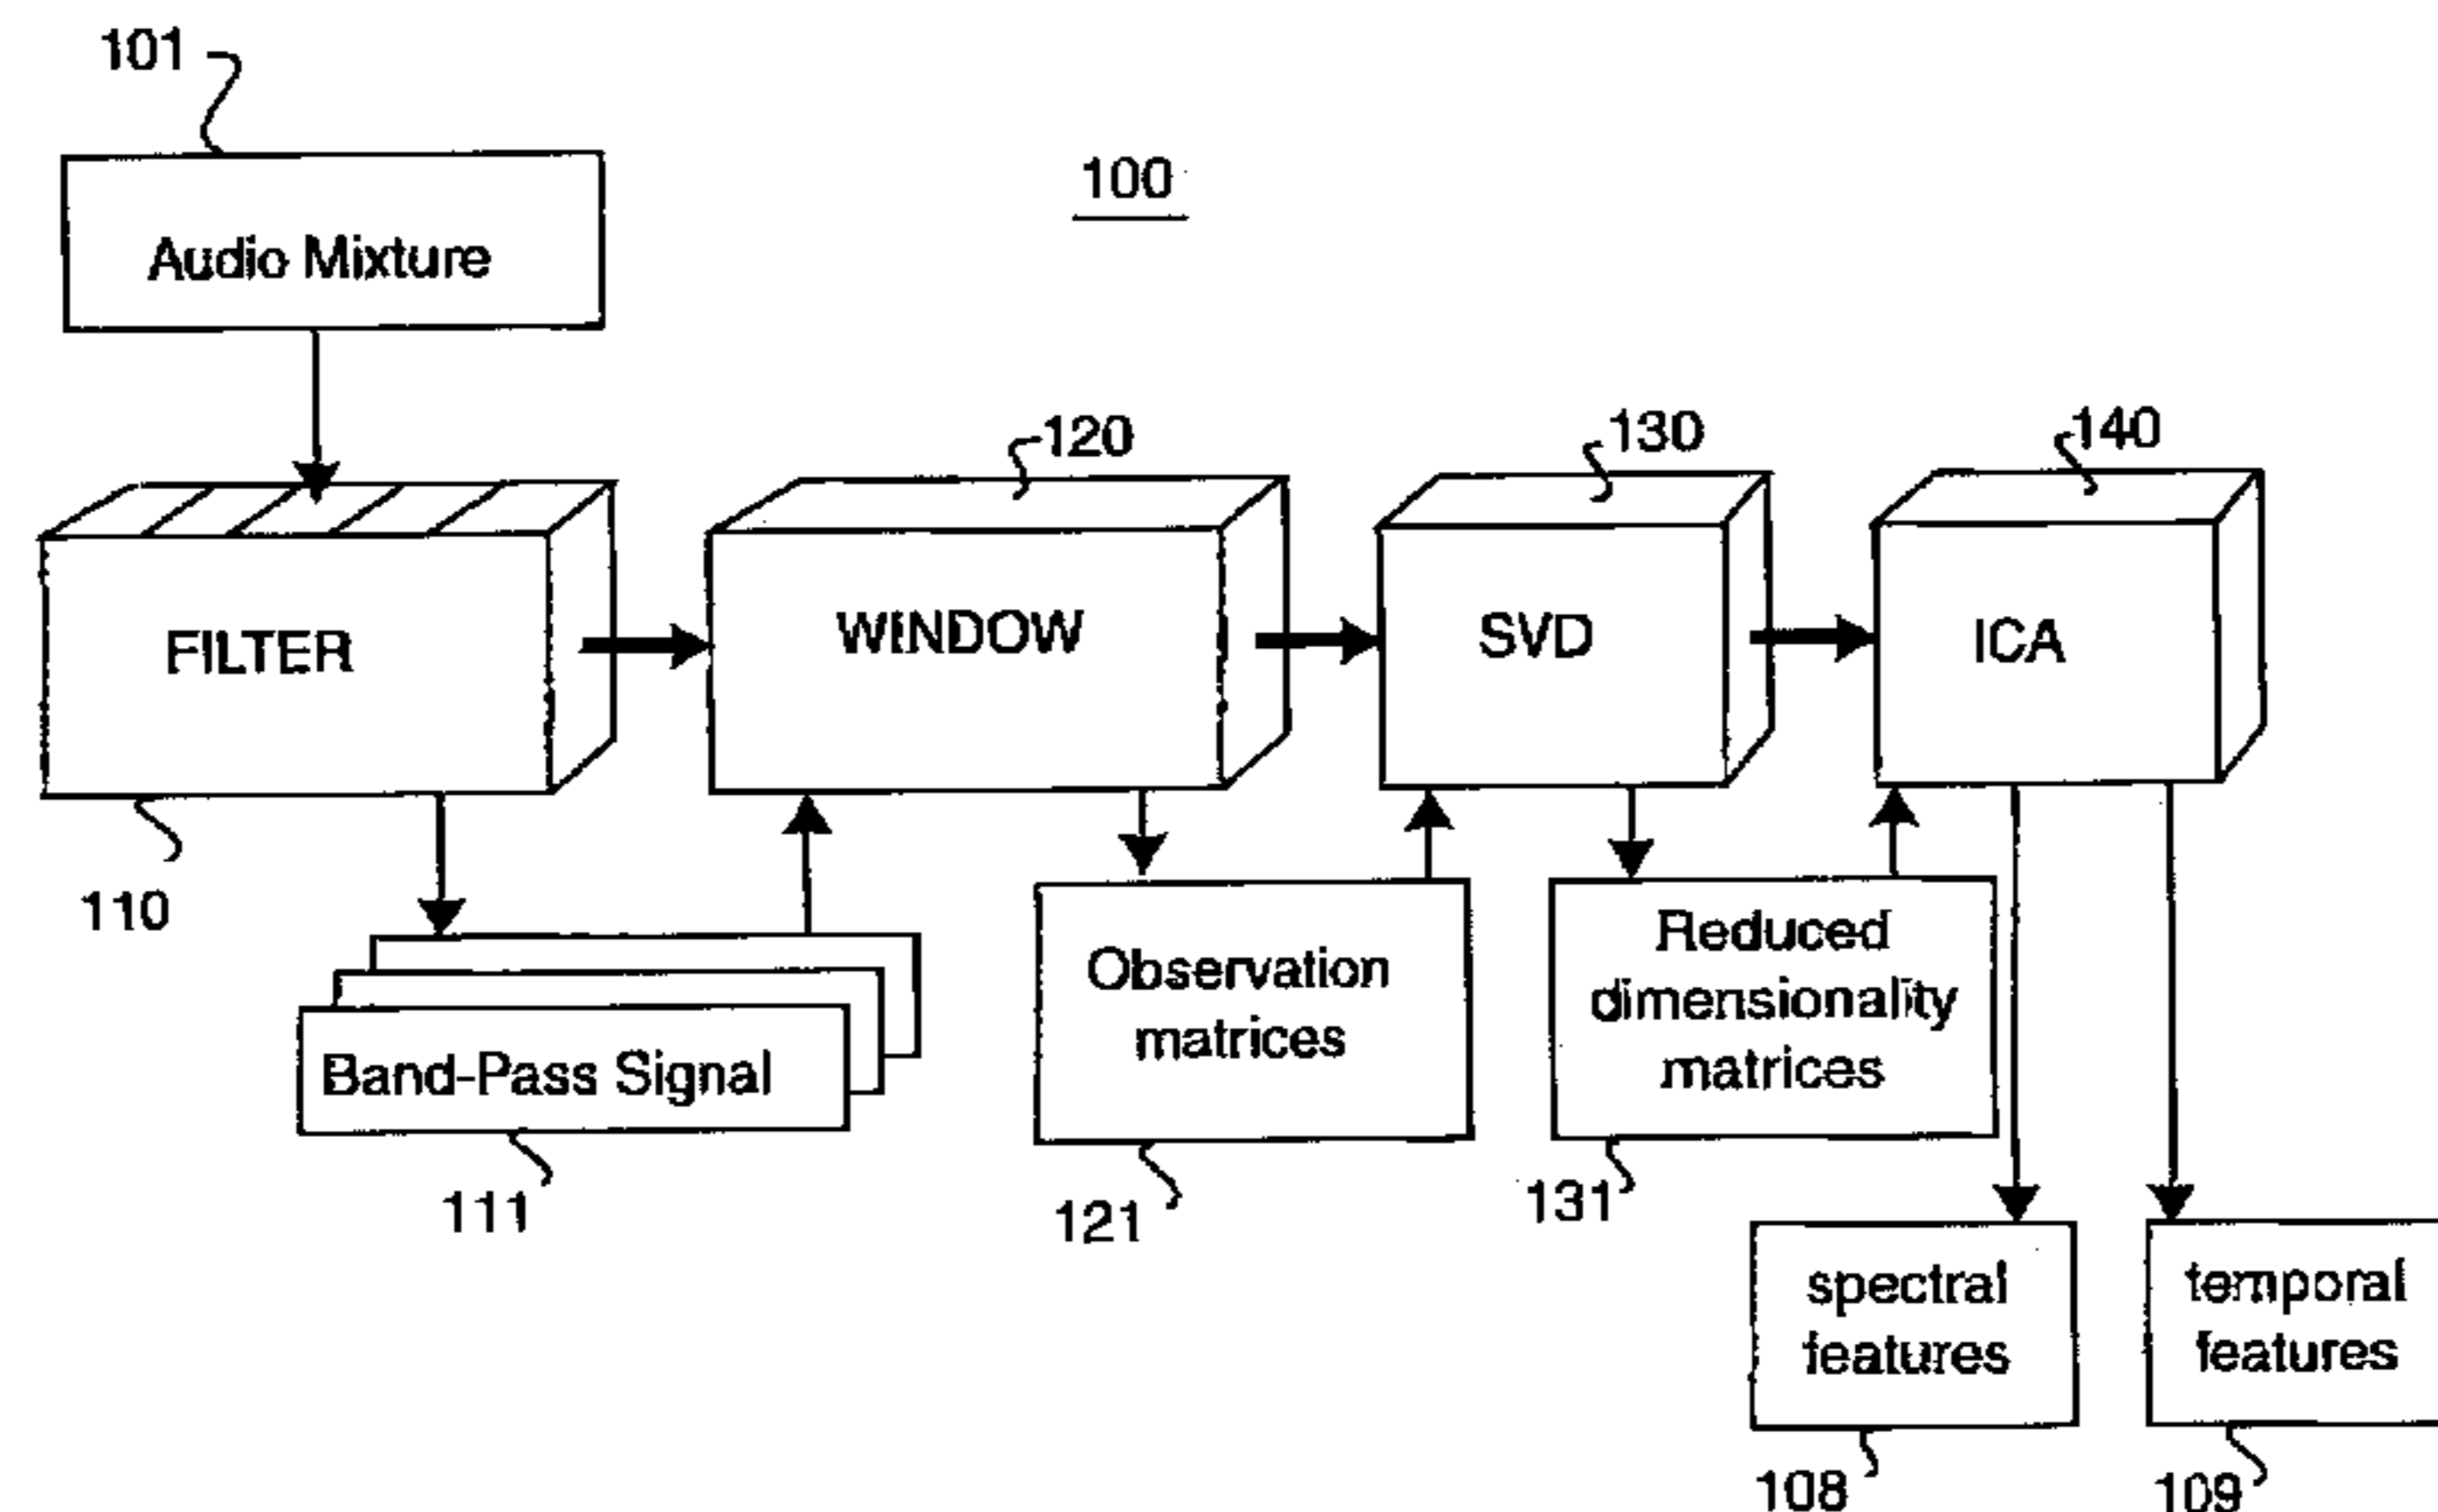 101
100
Audio Mixture
120
130
140
FILTER
WINDOW
SVD
ICA
110
Observation
matrices
Reduced
dimensionality
matrices
Band-Pass Signal
111
121
131
spectral
features
temporal
features
108
109